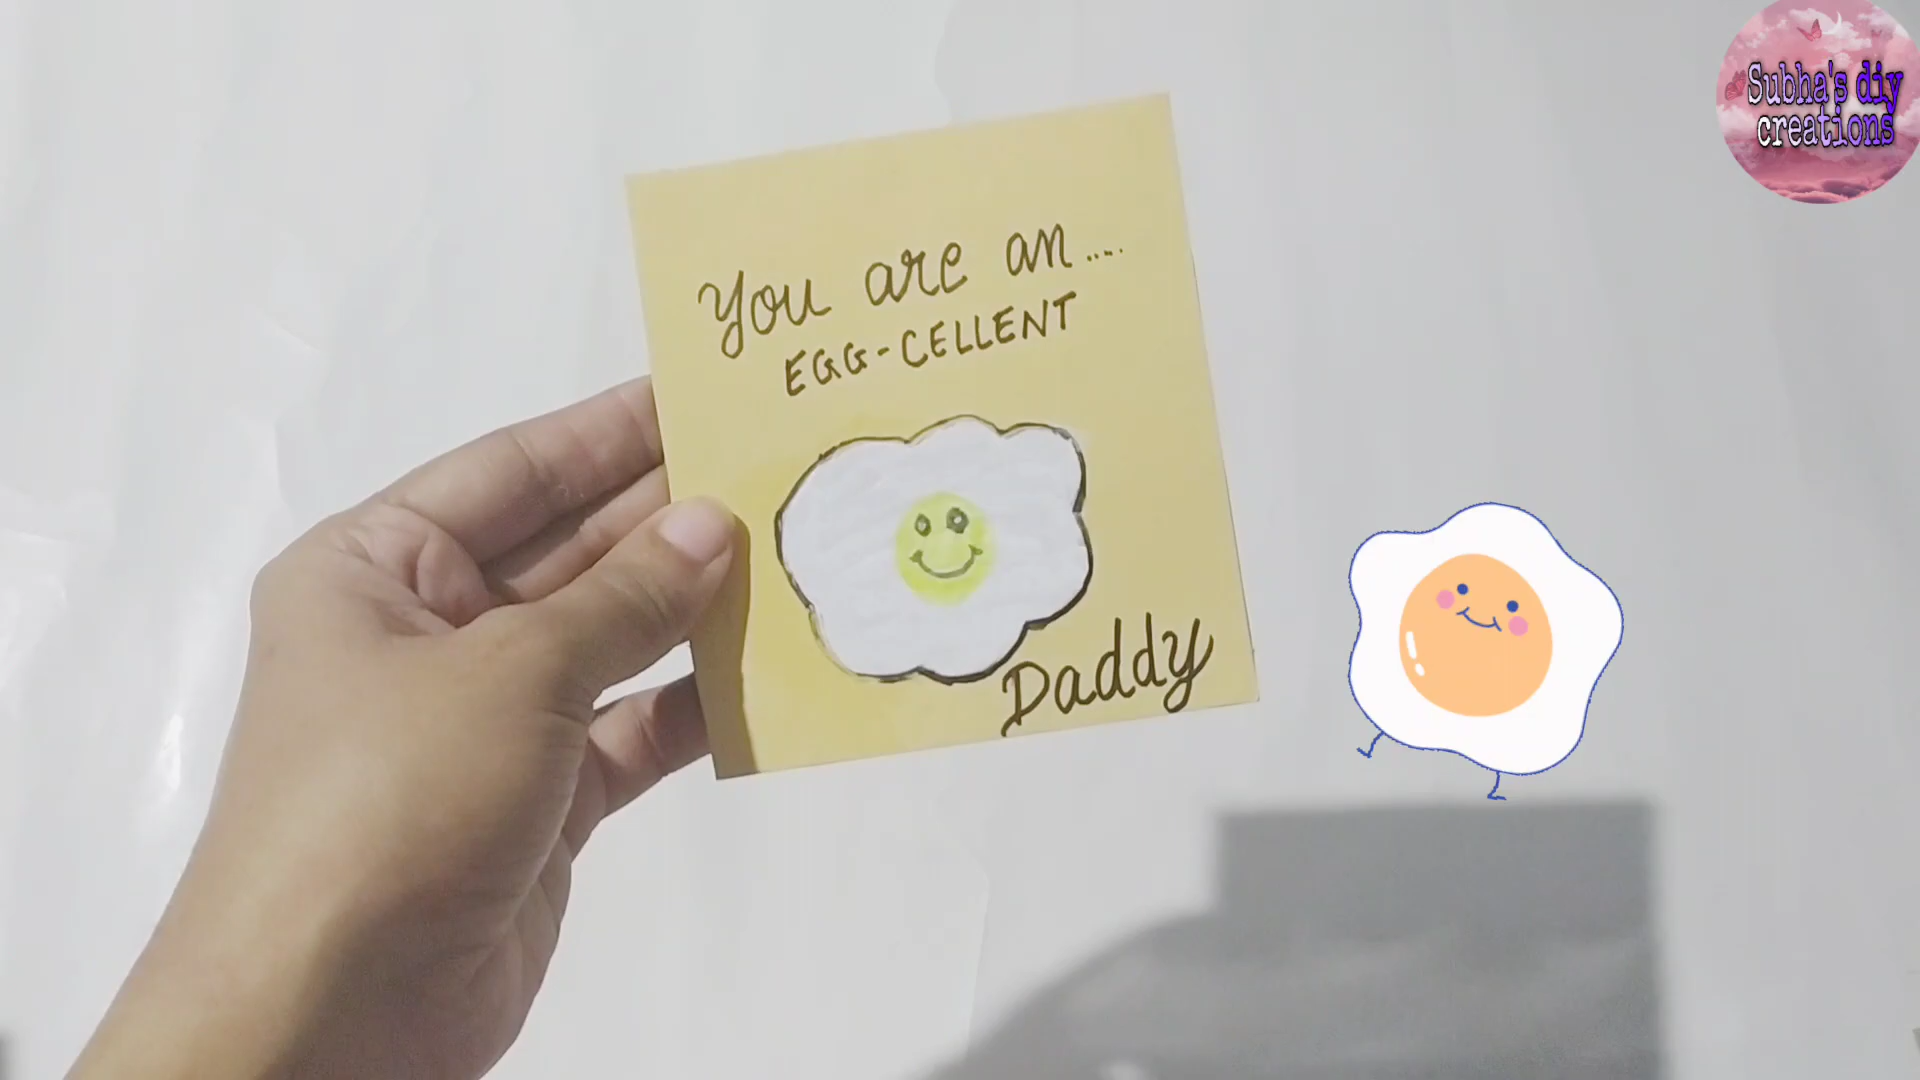 You are an.....
EGG-CELLENT
Daddy
Subha's diy
creations